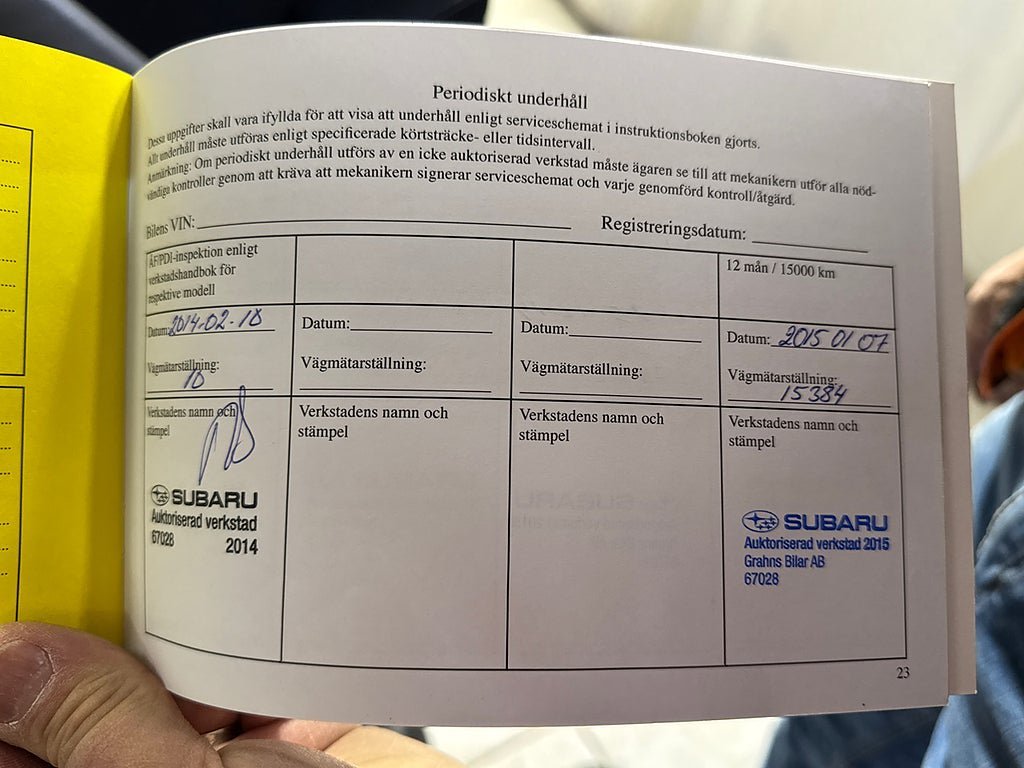 Periodiskt underhåll
Dessa uppgifter skall vara ifyllda för att visa att underhåll enligt serviceschemat i instruktionsboken gjorts.
Allt underhåll måste utföras enligt specificerade körtsträcke- eller tidsintervall.
Anmärkning: Om periodiskt underhåll utförs av en icke auktoriserad verkstad måste ägaren se till att mekanikern utför alla nöd-
vändiga kontroller genom att kräva att mekanikern signerar serviceschemat och varje genomförd kontroll/åtgärd.
Bilens VIN: Registreringsdatum:
ÅF/PDI-inspektion enligt
verkstadshandbok för
respektive modell
12 mån / 15000 km
Datum: 2014-02-18
Datum:
Datum:
Datum: 2015 01 07
Vägmätarställning:
10
Vägmätarställning:
Vägmätarställning:
Vägmätarställning:
15384
Verkstadens namn och
stämpel
SUBARU
Auktoriserad verkstad
67028 2014
Verkstadens namn och
stämpel
Verkstadens namn och
stämpel
Verkstadens namn och
stämpel
SUBARU
Auktoriserad verkstad 2015
Grahns Bilar AB
67028
23